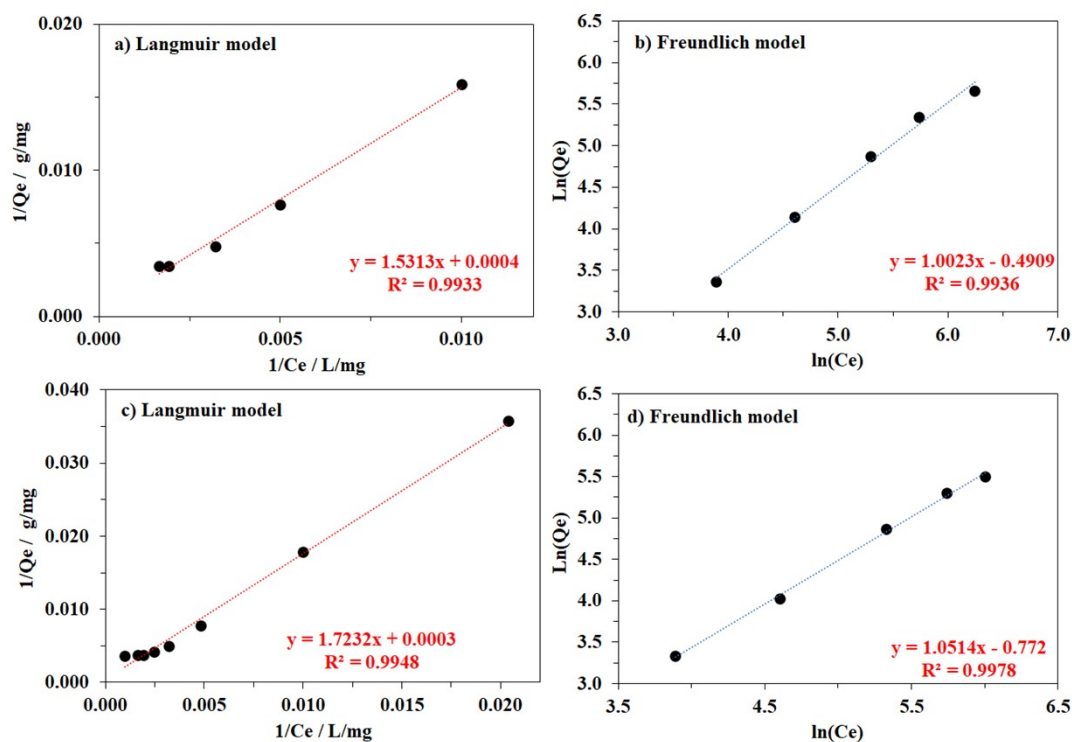 a) Langmuir model
0.020
0.010
0.000
1/Qe / g/mg
y = 1.5313x + 0.0004
R² = 0.9933
0.000
0.005
0.010
1/Ce / L/mg
b) Freundlich model
6.5
6.0
5.5
5.0
4.5
4.0
3.5
3.0
Ln(Qe)
y = 1.0023x - 0.4909
R² = 0.9936
3.0
4.0
5.0
6.0
7.0
ln(Ce)
c) Langmuir model
0.040
0.030
0.020
0.010
0.000
1/Qe / g/mg
y = 1.7232x + 0.0003
R² = 0.9948
0.000
0.005
0.010
0.015
0.020
1/Ce / L/mg
d) Freundlich model
6.5
6.0
5.5
5.0
4.5
4.0
3.5
3.0
Ln(Qe)
y = 1.0514x - 0.772
R² = 0.9978
3.5
4.5
5.5
6.5
ln(Ce)